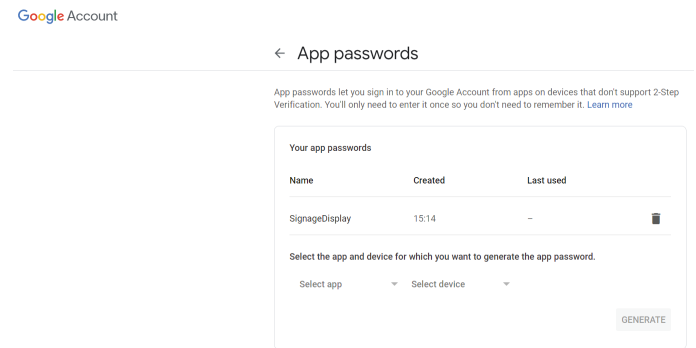 Google Account
App passwords
App passwords let you sign in to your Google Account from apps on devices that don't support 2-Step
Verification. You'll only need to enter it once so you don't need to remember it. Learn more
Your app passwords
Name Created Last used
SignageDisplay 15:14 –
Select the app and device for which you want to generate the app password.
Select app Select device
GENERATE